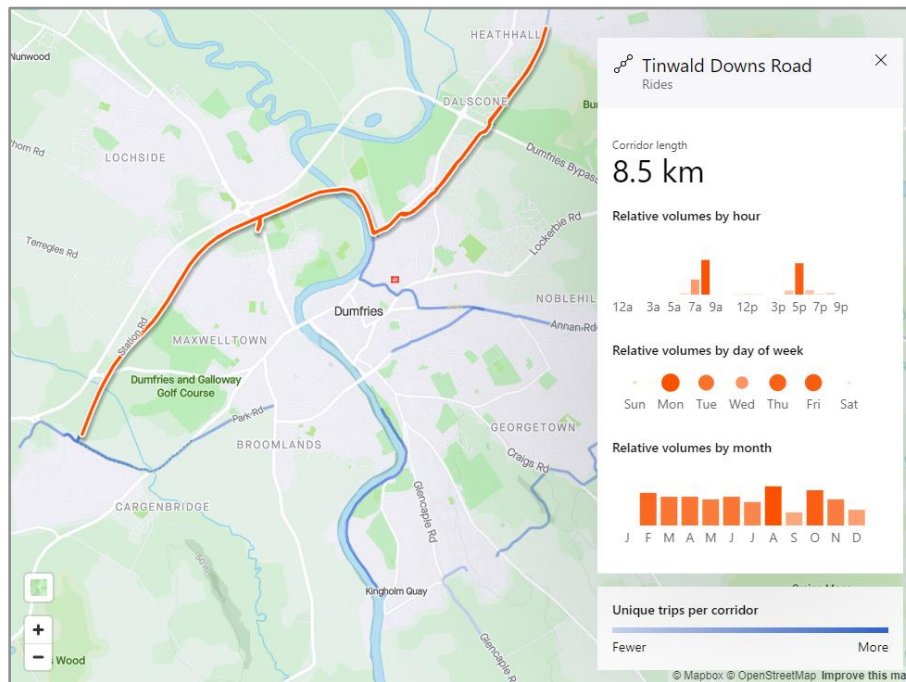 HEATHHALL
Nunwood
DALSCONE
Bu
LOCHSIDE
Dumfries Bypass
horn Rd
Terregles Rd
Lockerbie Rd
NOBLEHIL
Dumfries
Annan Rd
Station Rd
MAXWELLTOWN
Dumfries and Galloway
Golf Course
Park Rd
BROOMLANDS
GEORGETOWN
Craigs Rd
CARGENBRIDGE
Glencaple Rd
Kingholm Quay
Glencaple Rd
s Wood
+
−
Tinwald Downs Road
Rides
Corridor length
8.5 km
Relative volumes by hour
12a 3a 5a 7a 9a 12p 3p 5p 7p 9p
Relative volumes by day of week
Sun Mon Tue Wed Thu Fri Sat
Relative volumes by month
J F M A M J J A S O N D
Unique trips per corridor
Fewer More
© Mapbox © OpenStreetMap Improve this ma